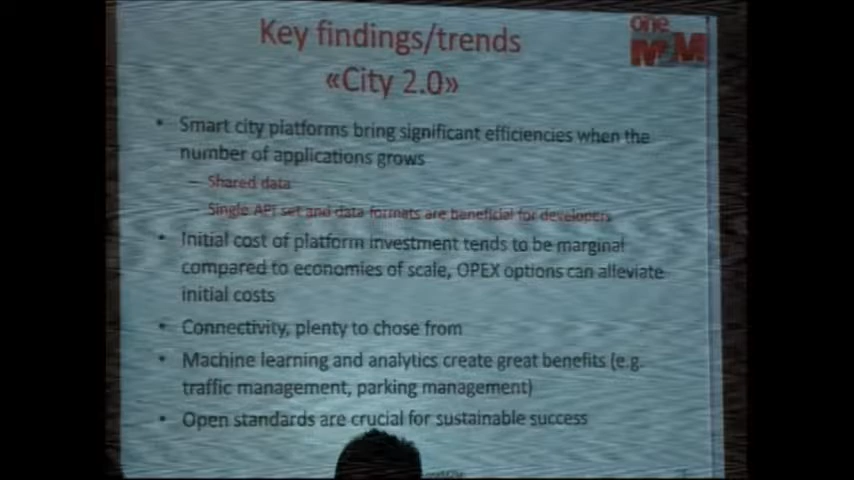 Key findings/trends
«City 2.0»
one
M2M
• Smart city platforms bring significant efficiencies when the
number of applications grows
– Shared data
– Single API set and data formats are beneficial for developers
• Initial cost of platform investment tends to be marginal
compared to economies of scale, OPEX options can alleviate
initial costs
• Connectivity, plenty to chose from
• Machine learning and analytics create great benefits (e.g.
traffic management, parking management)
• Open standards are crucial for sustainable success